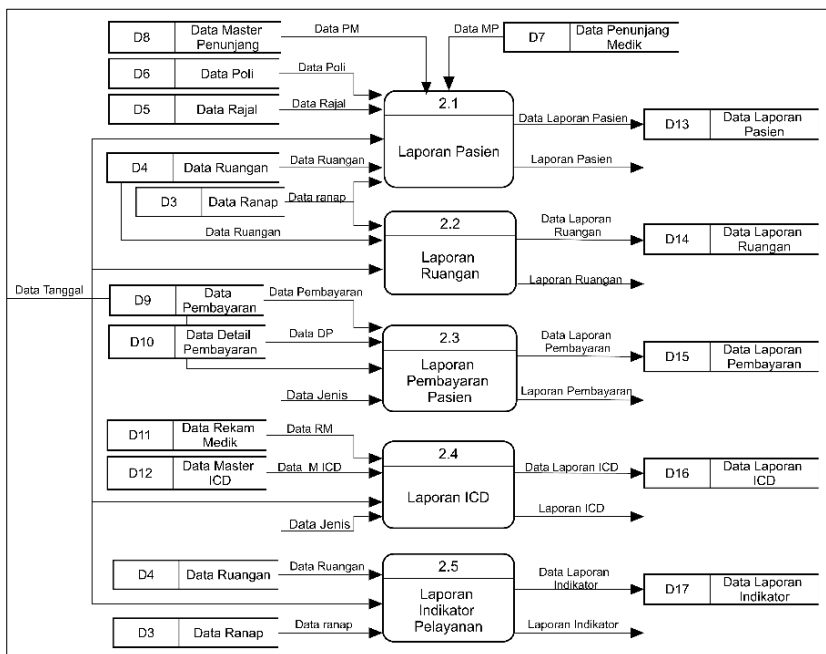 D8
Data Master
Penunjang
Data PM
Data MP
D7
Data Penunjang
Medik
D6
Data Poli
Data Poli
D5
Data Rajal
Data Rajal
2.1
Laporan Pasien
Data Laporan Pasien
D13
Data Laporan
Pasien
Laporan Pasien
D4
Data Ruangan
Data Ruangan
D3
Data Ranap
Data ranap
Data Ruangan
2.2
Laporan
Ruangan
Data Laporan
Ruangan
D14
Data Laporan
Ruangan
Laporan Ruangan
Data Tanggal
D9
Data
Pembayaran
Data Pembayaran
D10
Data Detail
Pembayaran
Data DP
2.3
Laporan
Pembayaran
Pasien
Data Laporan
Pembayaran
D15
Data Laporan
Pembayaran
Data Jenis
Laporan Pembayaran
D11
Data Rekam
Medik
Data RM
D12
Data Master
ICD
Data M ICD
2.4
Laporan ICD
Data Laporan ICD
D16
Data Laporan
ICD
Laporan ICD
Data Jenis
D4
Data Ruangan
Data Ruangan
2.5
Laporan
Indikator
Pelayanan
Data Laporan
Indikator
D17
Data Laporan
Indikator
D3
Data Ranap
Data ranap
Laporan Indikator